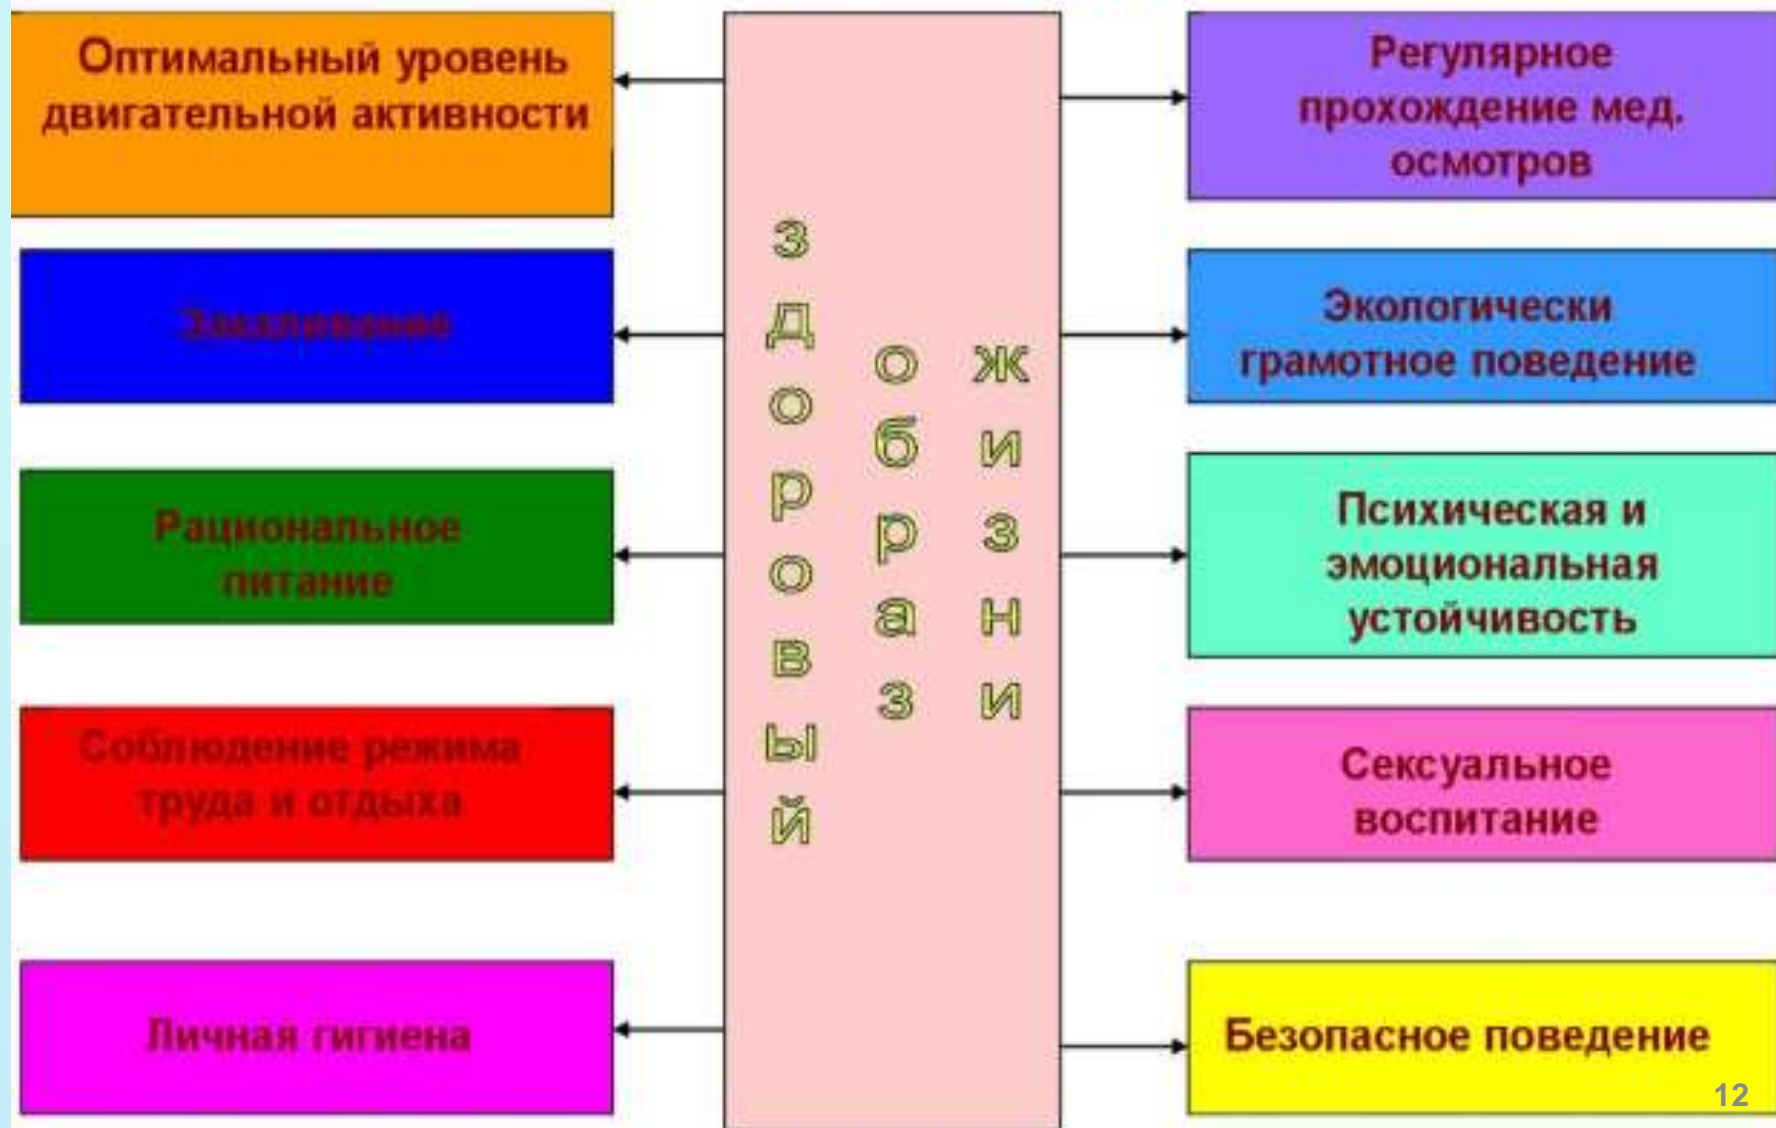 Оптимальный уровень
двигательной активности
Закаливание
Рациональное
питание
Соблюдение режима
труда и отдыха
Личная гигиена
здоровый
образ
жизни
Регулярное
прохождение мед.
осмотров
Экологически
грамотное поведение
Психическая и
эмоциональная
устойчивость
Сексуальное
воспитание
Безопасное поведение
12